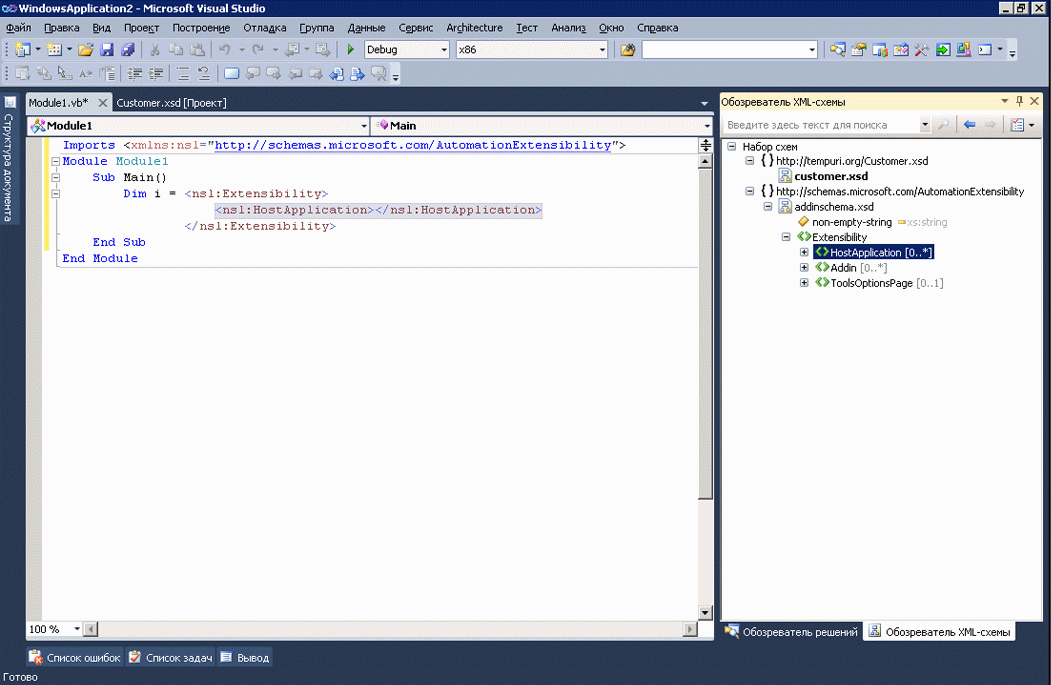 WindowsApplication2 - Microsoft Visual Studio
Файл Правка Вид Проект Построение Отладка Группа Данные Сервис Architecture Тест Анализ Окно Справка
Debug x86
Структура документа
Module1.vb* Customer.xsd [Проект]
Module1 Main
Imports <xmlns:nsl="http://schemas.microsoft.com/AutomationExtensibility">
Module Module1
Sub Main()
Dim i = <nsl:Extensibility>
<nsl:HostApplication></nsl:HostApplication>
</nsl:Extensibility>
End Sub
End Module
100 %
Обозреватель XML-схемы
Введите здесь текст для поиска
Набор схем
{} http://tempuri.org/Customer.xsd
customer.xsd
{} http://schemas.microsoft.com/AutomationExtensibility
addinschema.xsd
non-empty-string xs:string
Extensibility
HostApplication [0..*]
Addin [0..*]
ToolsOptionsPage [0..1]
Обозреватель решений Обозреватель XML-схемы
Список ошибок Список задач Вывод
Готово